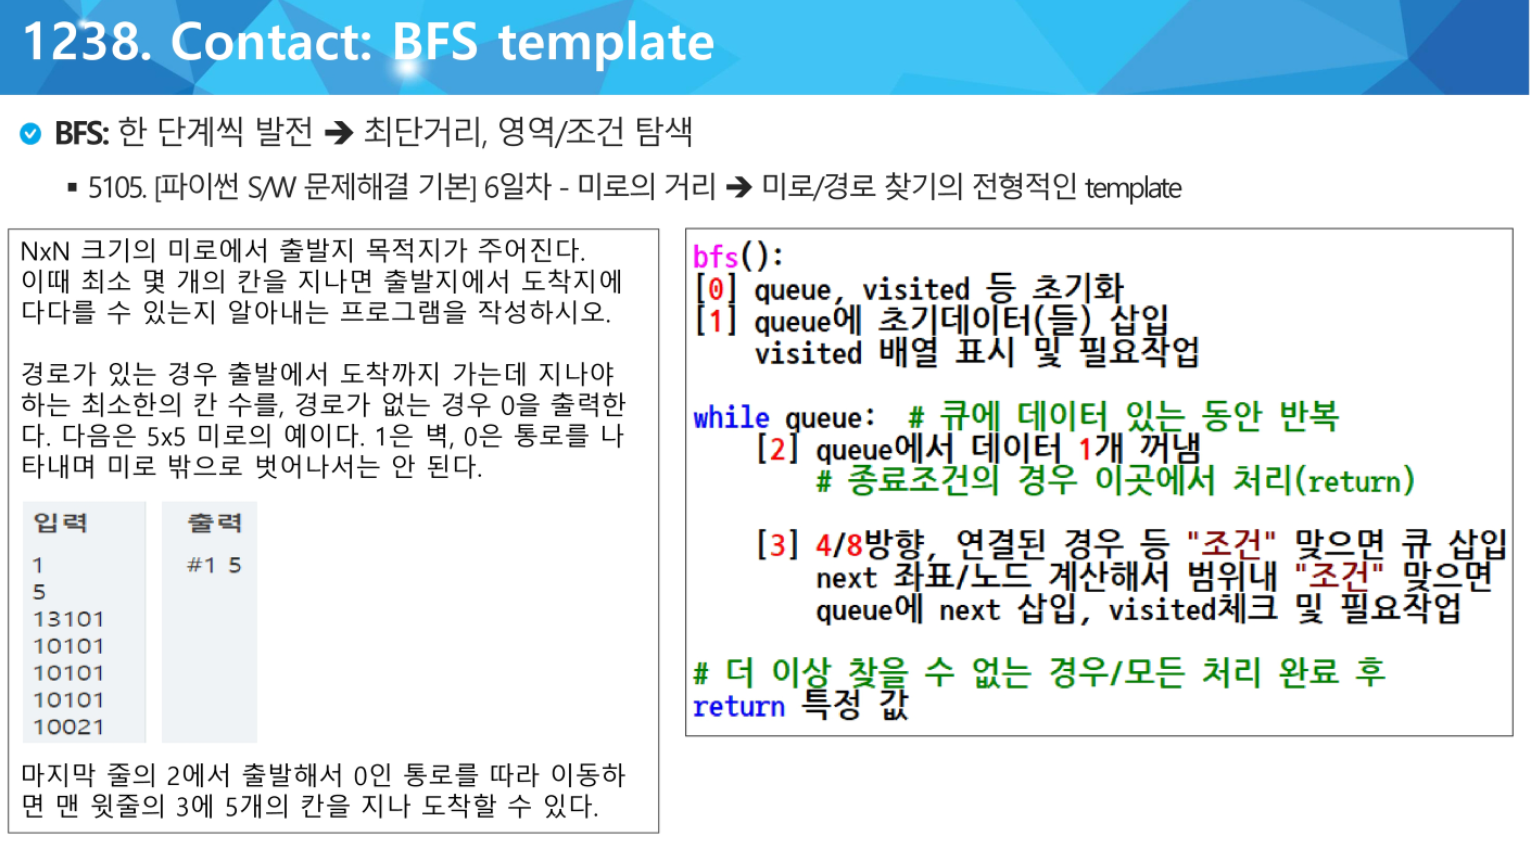 1238. Contact: BFS template
BFS: 한 단계씩 발전 ➔ 최단거리, 영역/조건 탐색
▪ 5105. [파이썬 S/W 문제해결 기본] 6일차 - 미로의 거리 ➔ 미로/경로 찾기의 전형적인 template
NxN 크기의 미로에서 출발지 목적지가 주어진다.
이때 최소 몇 개의 칸을 지나면 출발지에서 도착지에
다다를 수 있는지 알아내는 프로그램을 작성하시오.
경로가 있는 경우 출발에서 도착까지 가는데 지나야
하는 최소한의 칸 수를, 경로가 없는 경우 0을 출력한
다. 다음은 5x5 미로의 예이다. 1은 벽, 0은 통로를 나
타내며 미로 밖으로 벗어나서는 안 된다.
입력
1
5
13101
10101
10101
10101
10021
출력
#1 5
마지막 줄의 2에서 출발해서 0인 통로를 따라 이동하
면 맨 윗줄의 3에 5개의 칸을 지나 도착할 수 있다.
bfs():
[0] queue, visited 등 초기화
[1] queue에 초기데이터(들) 삽입
visited 배열 표시 및 필요작업
while queue: # 큐에 데이터 있는 동안 반복
[2] queue에서 데이터 1개 꺼냄
# 종료조건의 경우 이곳에서 처리(return)
[3] 4/8방향, 연결된 경우 등 "조건" 맞으면 큐 삽입
next 좌표/노드 계산해서 범위내 "조건" 맞으면
queue에 next 삽입, visited체크 및 필요작업
# 더 이상 찾을 수 없는 경우/모든 처리 완료 후
return 특정 값